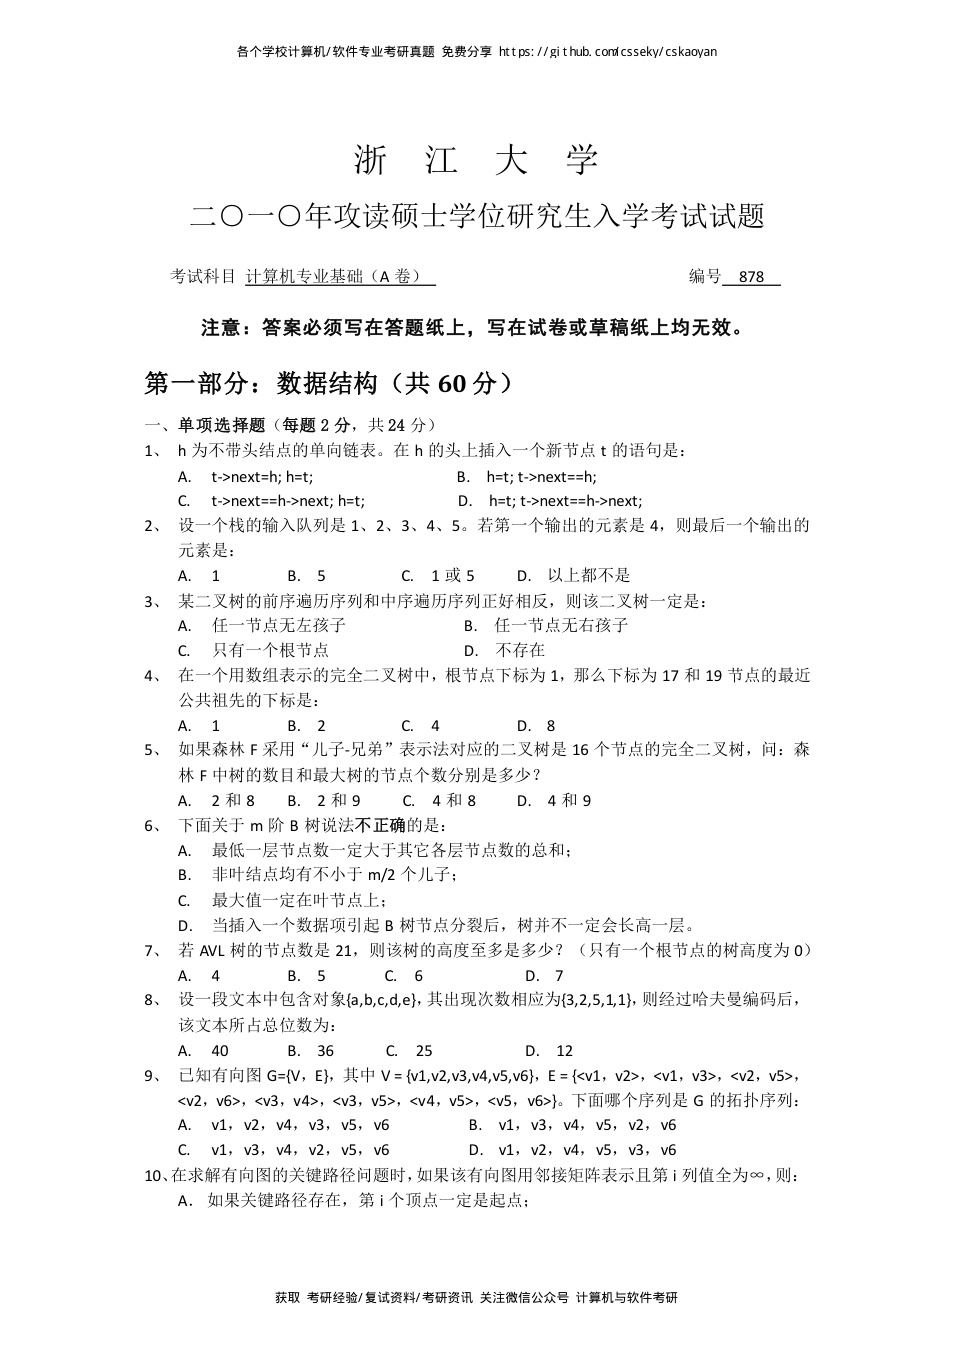 各个学校计算机/软件专业考研真题 免费分享 https://github.com/csseky/cskaoyan
浙 江 大 学
二〇一〇年攻读硕士学位研究生入学考试试题
考试科目 计算机专业基础（A 卷） 编号 878
注意：答案必须写在答题纸上，写在试卷或草稿纸上均无效。
第一部分：数据结构（共 60 分）
一、单项选择题（每题 2 分，共 24 分）
1、 h 为不带头结点的单向链表。在 h 的头上插入一个新节点 t 的语句是：
A. t->next=h; h=t; B. h=t; t->next==h;
C. t->next==h->next; h=t; D. h=t; t->next==h->next;
2、 设一个栈的输入队列是 1、2、3、4、5。若第一个输出的元素是 4，则最后一个输出的
元素是：
A. 1 B. 5 C. 1 或 5 D. 以上都不是
3、 某二叉树的前序遍历序列和中序遍历序列正好相反，则该二叉树一定是：
A. 任一节点无左孩子 B. 任一节点无右孩子
C. 只有一个根节点 D. 不存在
4、 在一个用数组表示的完全二叉树中，根节点下标为 1，那么下标为 17 和 19 节点的最近
公共祖先的下标是：
A. 1 B. 2 C. 4 D. 8
5、 如果森林 F 采用“儿子-兄弟”表示法对应的二叉树是 16 个节点的完全二叉树，问：森
林 F 中树的数目和最大树的节点个数分别是多少？
A. 2 和 8 B. 2 和 9 C. 4 和 8 D. 4 和 9
6、 下面关于 m 阶 B 树说法不正确的是：
A. 最低一层节点数一定大于其它各层节点数的总和；
B. 非叶结点均有不小于 m/2 个儿子；
C. 最大值一定在叶节点上；
D. 当插入一个数据项引起 B 树节点分裂后，树并不一定会长高一层。
7、 若 AVL 树的节点数是 21，则该树的高度至多是多少？（只有一个根节点的树高度为 0）
A. 4 B. 5 C. 6 D. 7
8、 设一段文本中包含对象{a,b,c,d,e}，其出现次数相应为{3,2,5,1,1}，则经过哈夫曼编码后，
该文本所占总位数为：
A. 40 B. 36 C. 25 D. 12
9、 已知有向图 G={V，E}，其中 V = {v1,v2,v3,v4,v5,v6}，E = {<v1，v2>，<v1，v3>，<v2，v5>，
<v2，v6>，<v3，v4>，<v3，v5>，<v4，v5>，<v5，v6>}。下面哪个序列是 G 的拓扑序列：
A. v1，v2，v4，v3，v5，v6 B. v1，v3，v4，v5，v2，v6
C. v1，v3，v4，v2，v5，v6 D. v1，v2，v4，v5，v3，v6
10、在求解有向图的关键路径问题时，如果该有向图用邻接矩阵表示且第 i 列值全为∞，则：
A. 如果关键路径存在，第 i 个顶点一定是起点；
获取 考研经验/复试资料/考研资讯 关注微信公众号 计算机与软件考研